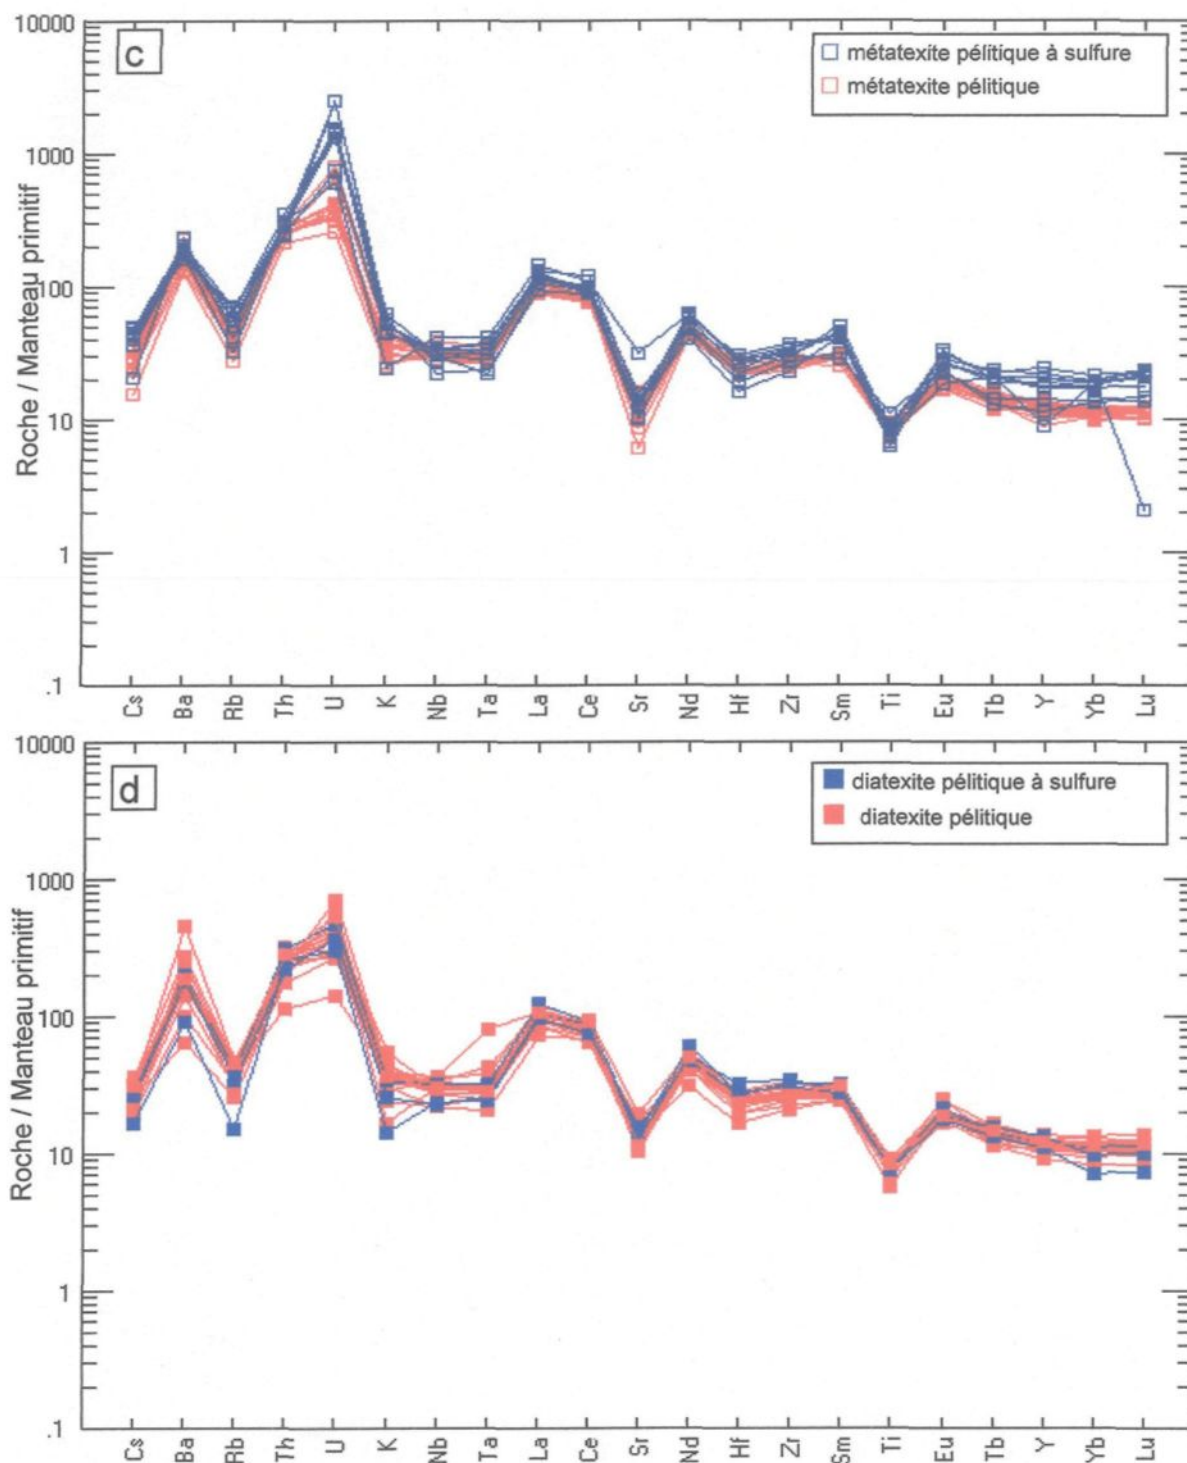 c
métatexite pélitique à sulfure
métatexite pélitique
10000
1000
100
10
1
.1
Roche / Manteau primitif
Cs Ba Rb Th U K Nb Ta La Ce Sr Nd Hf Zr Sm Ti Eu Tb Y Yb Lu
d
diatexite pélitique à sulfure
diatexite pélitique
10000
1000
100
10
1
.1
Roche / Manteau primitif
Cs Ba Rb Th U K Nb Ta La Ce Sr Nd Hf Zr Sm Ti Eu Tb Y Yb Lu